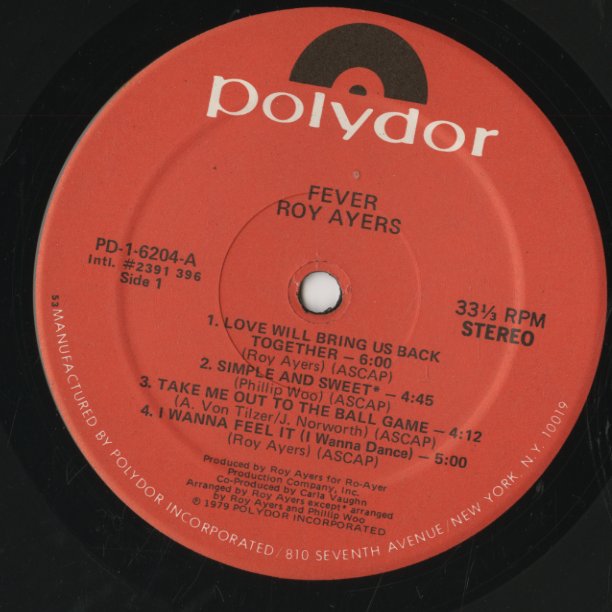 polydor
FEVER
ROY AYERS
PD-1-6204-A
Intl. #2391 396
Side 1
33⅓ RPM
STEREO
1. LOVE WILL BRING US BACK
TOGETHER — 6:00
(Roy Ayers) (ASCAP)
2. SIMPLE AND SWEET* — 4:45
(Phillip Woo) (ASCAP)
3. TAKE ME OUT TO THE BALL GAME — 4:12
(A. Von Tilzer/J. Norworth) (ASCAP)
4. I WANNA FEEL IT (I Wanna Dance) — 5:00
(Roy Ayers) (ASCAP)
Produced by Roy Ayers for Ro-Ayer
Production Company, Inc.
Co-Produced by Carla Vaughn
Arranged by Roy Ayers except* arranged
by Roy Ayers and Phillip Woo
℗ 1979 POLYDOR INCORPORATED
53 MANUFACTURED BY POLYDOR INCORPORATED/810 SEVENTH AVENUE/NEW YORK, N.Y. 10019